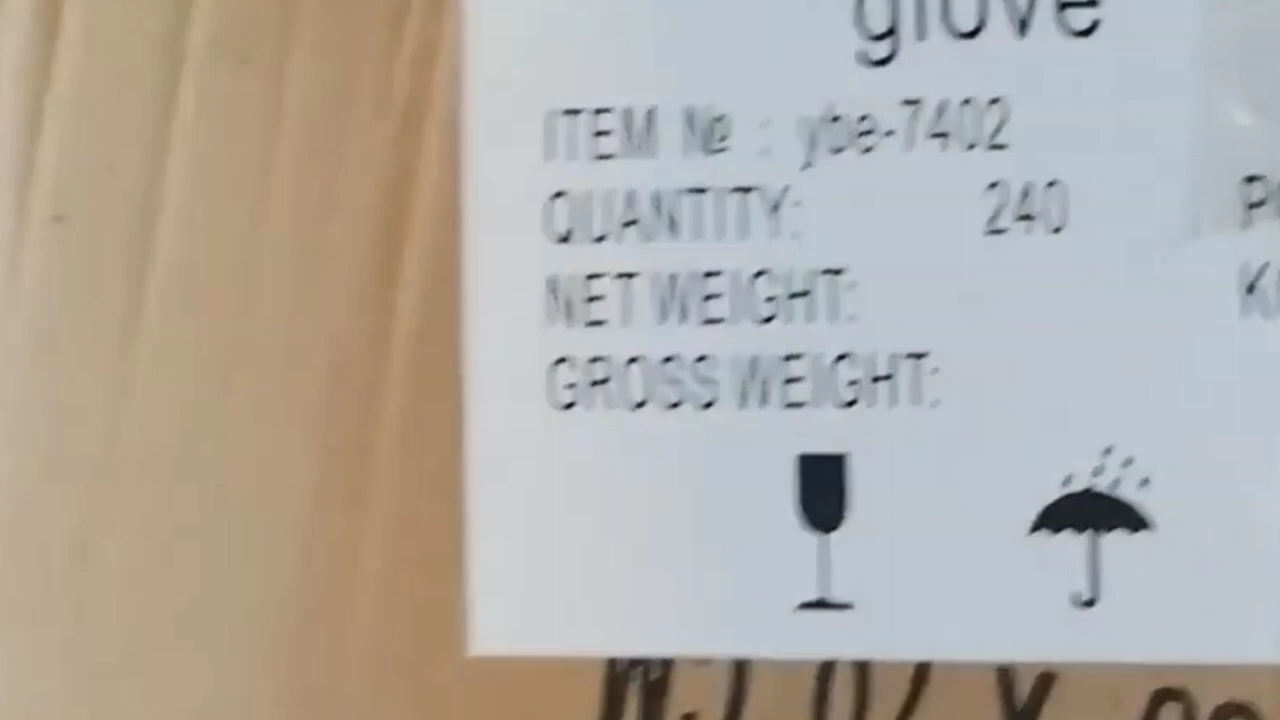 glove
ITEM № : ybe-7402
QUANTITY: 240
NET WEIGHT:
GROSS WEIGHT: